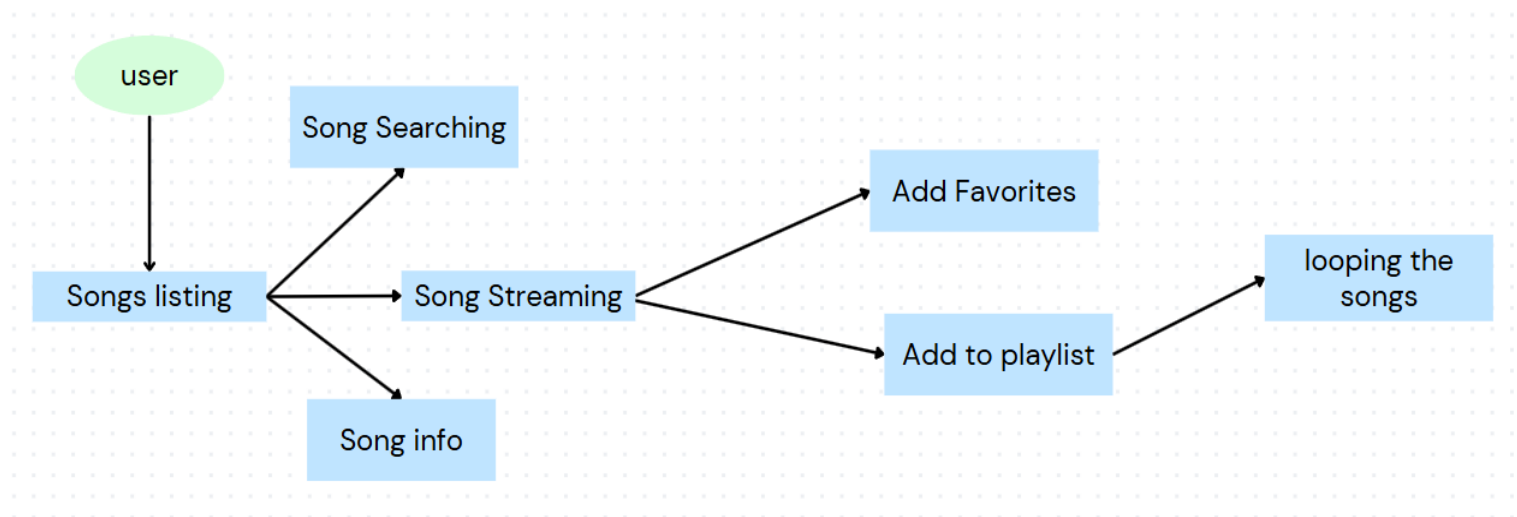 user
Song Searching
Add Favorites
looping the
songs
Songs listing
Song Streaming
Add to playlist
Song info